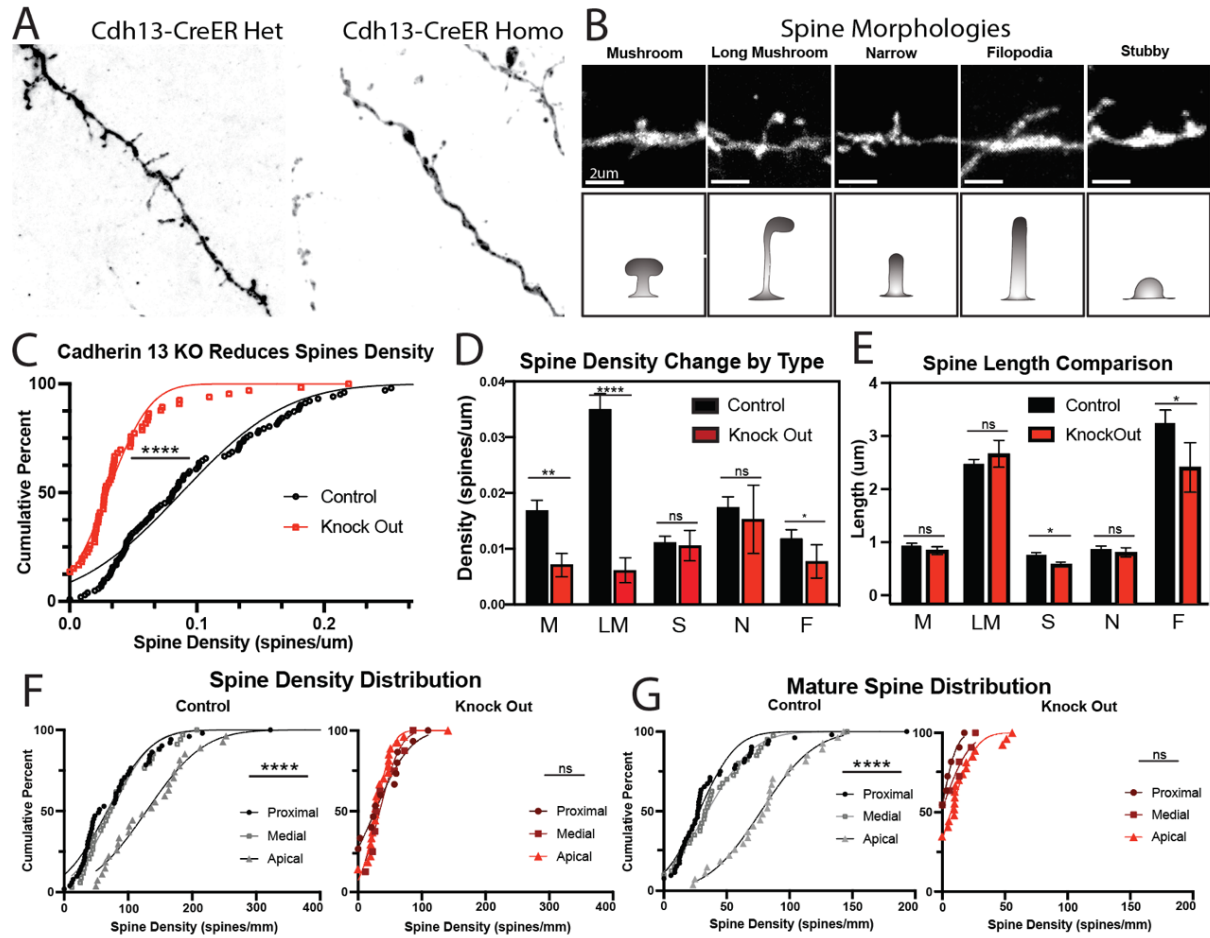 A
Cdh13-CreER Het
Cdh13-CreER Homo
B
Spine Morphologies
Mushroom
Long Mushroom
Narrow
Filopodia
Stubby
2um
C
Cadherin 13 KO Reduces Spines Density
Cumulative Percent
100
50
0
****
Control
Knock Out
0.0
0.1
0.2
Spine Density (spines/um)
D
Spine Density Change by Type
Density (spines/um)
0.04
0.03
0.02
0.01
0.00
**
****
ns
ns
*
Control
Knock Out
M
LM
S
N
F
E
Spine Length Comparison
Length (um)
4
3
2
1
0
ns
ns
*
ns
*
Control
KnockOut
M
LM
S
N
F
F
Spine Density Distribution
Control
Cumulative Percent
100
50
0
****
Proximal
Medial
Apical
0
100
200
300
400
Spine Density (spines/mm)
Knock Out
100
50
0
ns
Proximal
Medial
Apical
0
100
200
300
400
Spine Density (spines/mm)
G
Mature Spine Distribution
Control
Cumulative Percent
100
50
0
****
Proximal
Medial
Apical
0
50
100
150
200
Spine Density (spines/mm)
Knock Out
100
50
0
ns
Proximal
Medial
Apical
0
50
100
150
200
Spine Density (spines/mm)